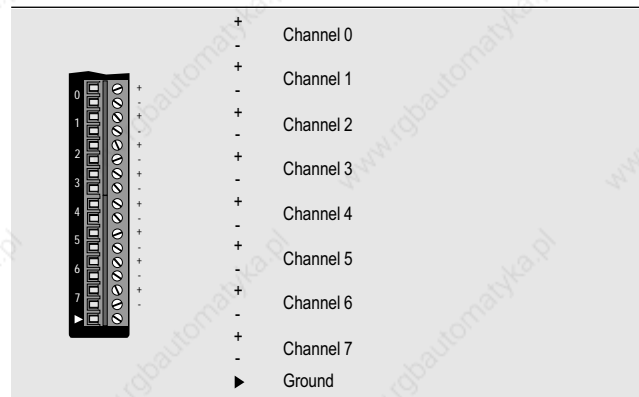 +
- Channel 0
+
- Channel 1
+
- Channel 2
+
- Channel 3
+
- Channel 4
+
- Channel 5
+
- Channel 6
+
- Channel 7
▶ Ground
0 +
-
1 +
-
2 +
-
3 +
-
4 +
-
5 +
-
6 +
-
7 +
-
▶
www.rgbautomatyka.pl